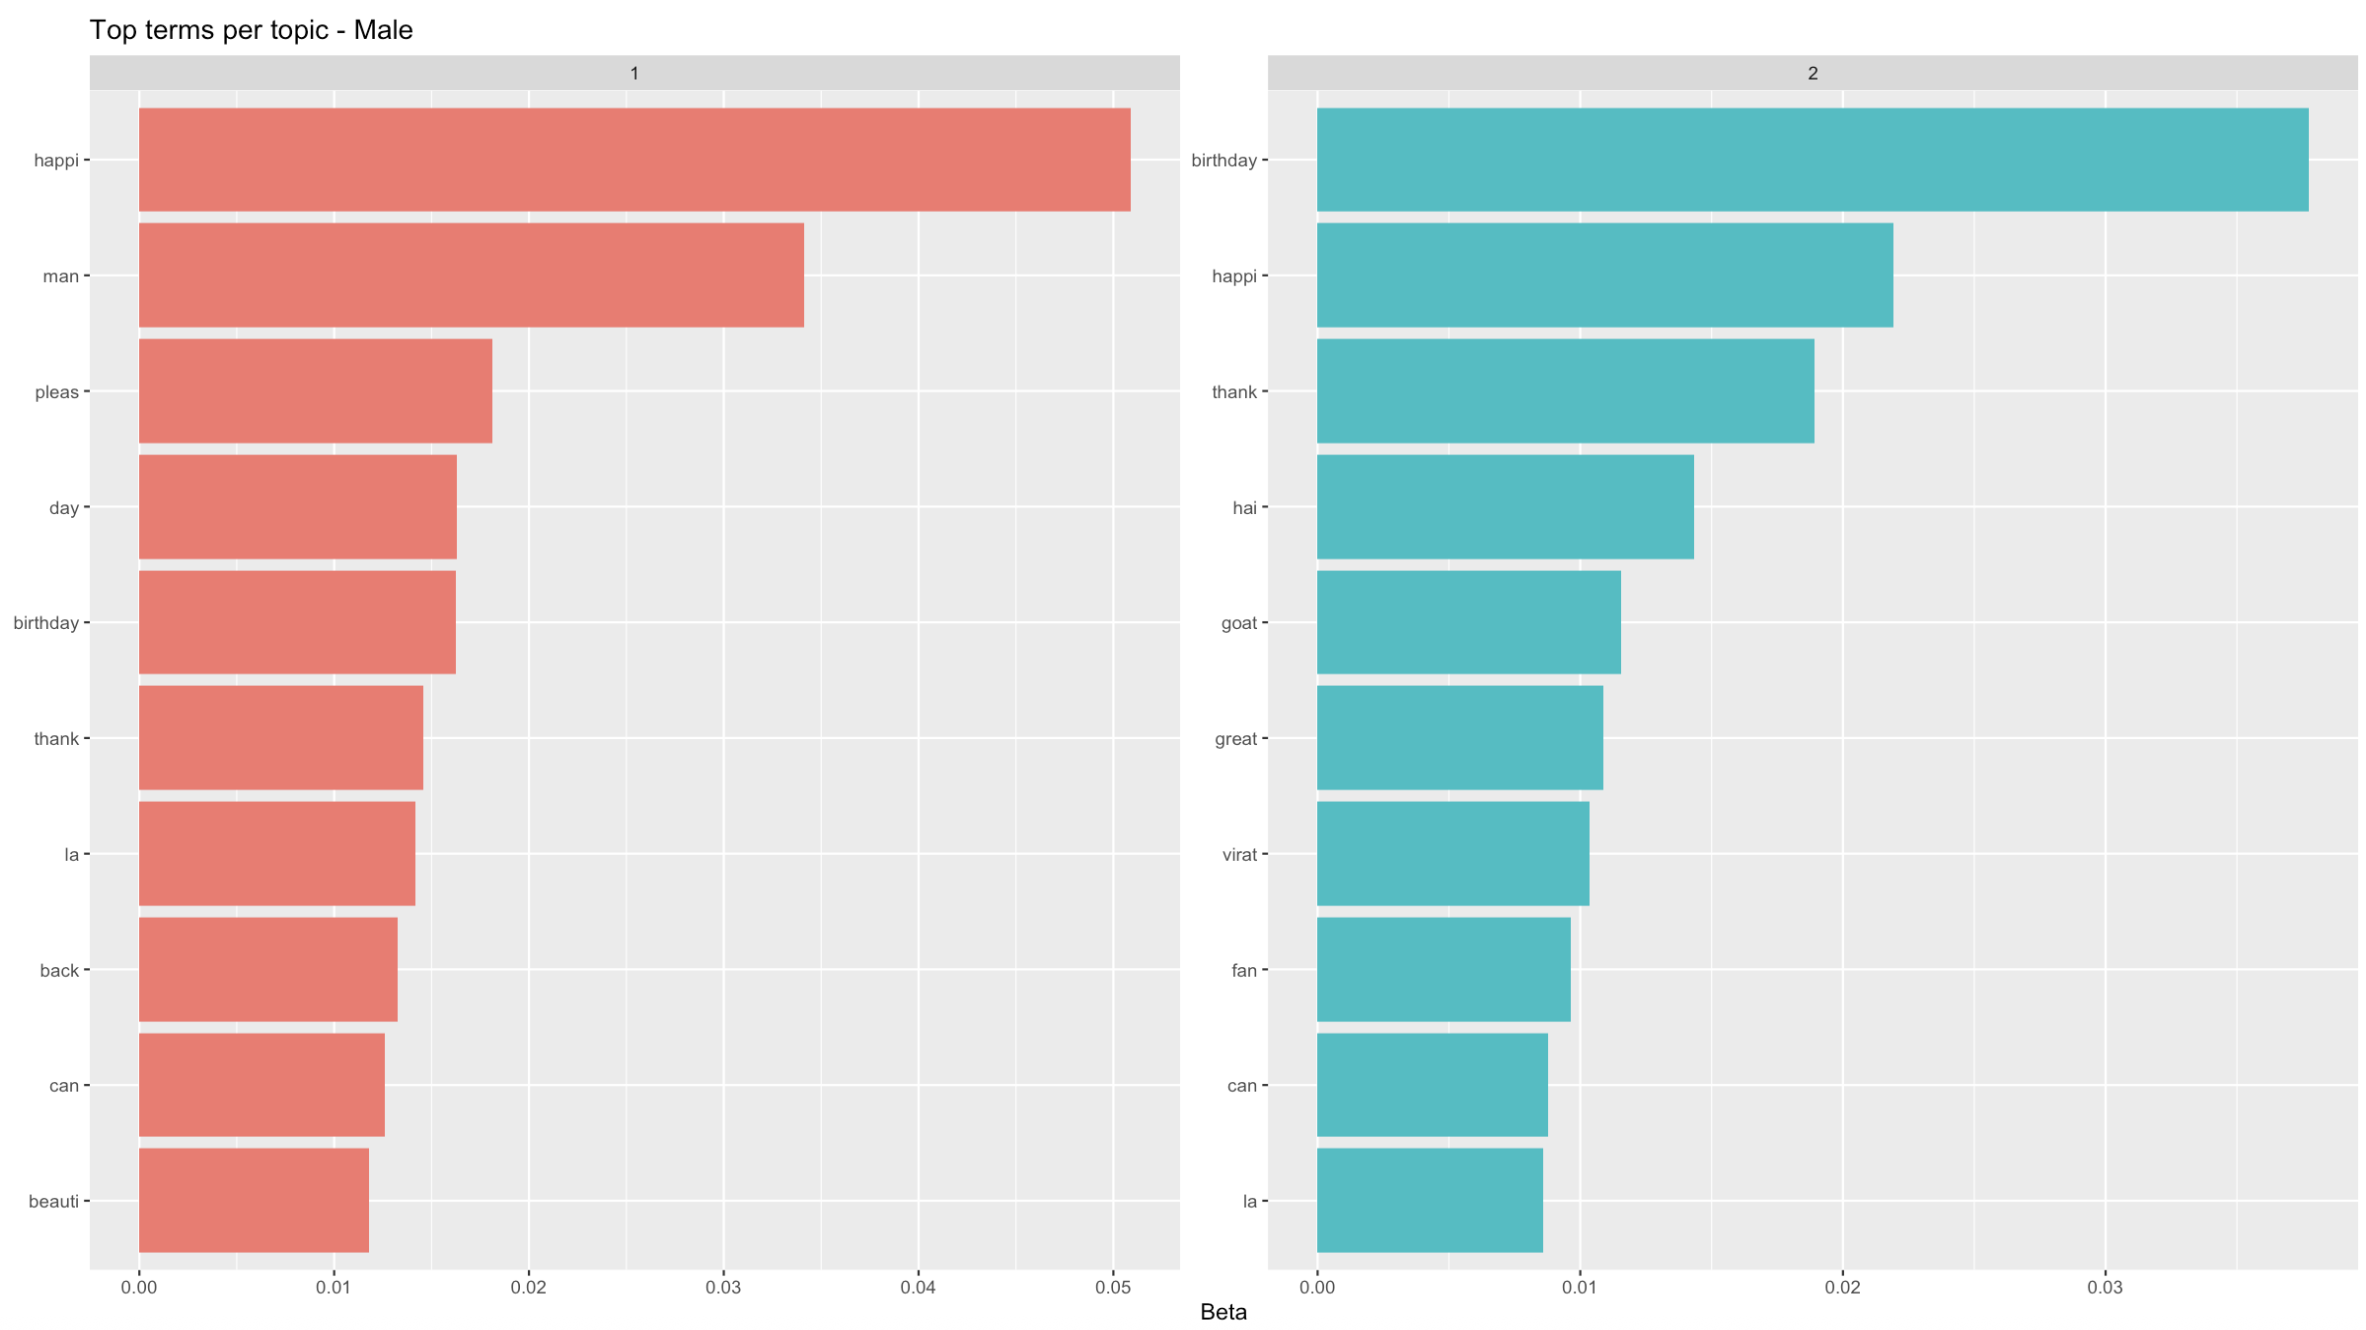 Top terms per topic - Male
1
happi
man
pleas
day
birthday
thank
la
back
can
beauti
0.00 0.01 0.02 0.03 0.04 0.05
2
birthday
happi
thank
hai
goat
great
virat
fan
can
la
0.00 0.01 0.02 0.03
Beta